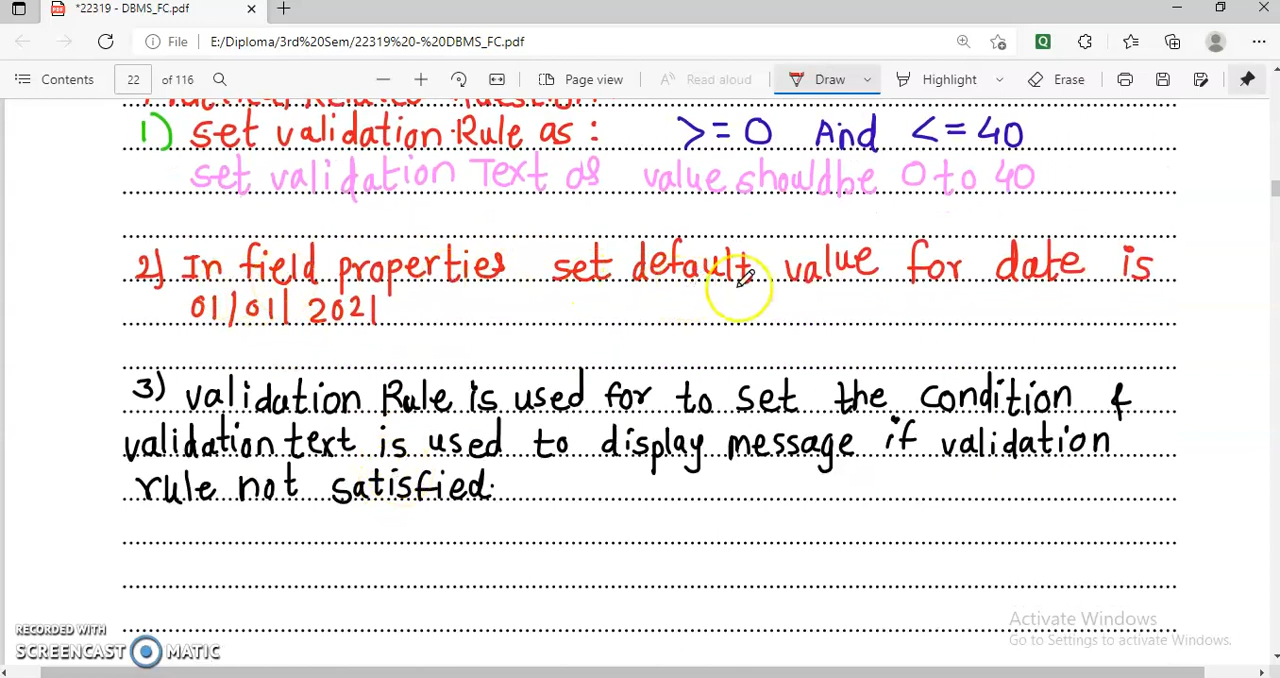 *22319 - DBMS_FC.pdf
File E:/Diploma/3rd%20Sem/22319%20-%20DBMS_FC.pdf
Contents 22 of 116 Page view Read aloud Draw Highlight Erase
1) set validation Rule as : >= 0 And <= 40
set validation Text as value should be 0 to 40
2) In field properties set default value for date is
01/01/2021
3) validation Rule is used for to set the condition &
validation text is used to display message if validation
rule not satisfied.
Activate Windows
Go to Settings to activate Windows.
RECORDED WITH
SCREENCAST MATIC